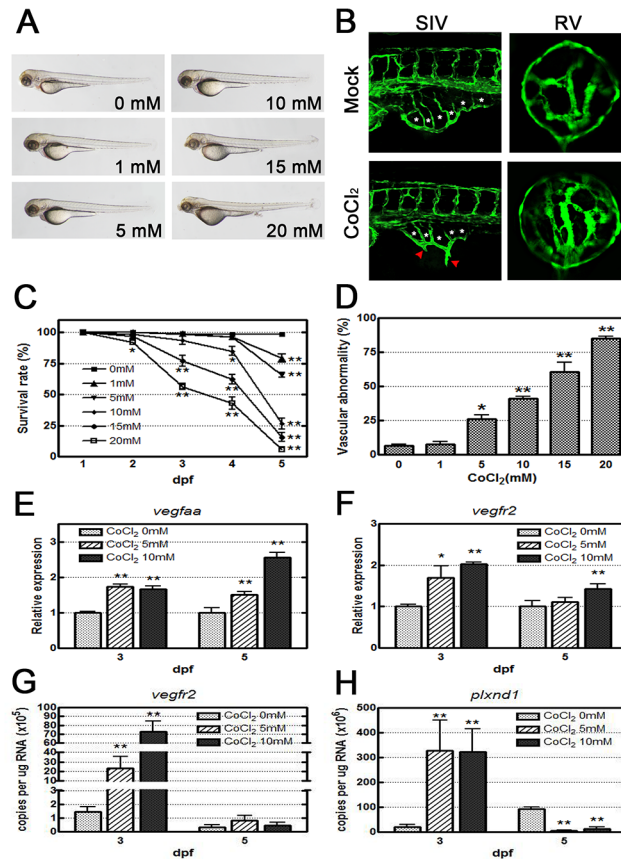 A
0 mM
10 mM
1 mM
15 mM
5 mM
20 mM
B
SIV
RV
Mock
CoCl₂
* * * * * *
* * * * *
C
Survival rate (%)
100
75
50
25
0
0mM
1mM
5mM
10mM
15mM
20mM
*
**
**
*
**
**
**
**
**
**
**
1 2 3 4 5
dpf
D
Vascular abnormality (%)
100
75
50
25
0
*
**
**
**
0 1 5 10 15 20
CoCl₂(mM)
E
vegfaa
Relative expression
3
2
1
0
CoCl₂ 0mM
CoCl₂ 5mM
CoCl₂ 10mM
** **
** **
3 5
dpf
F
vegfr2
Relative expression
3
2
1
0
CoCl₂ 0mM
CoCl₂ 5mM
CoCl₂ 10mM
* **
**
3 5
dpf
G
vegfr2
copies per ug RNA (x10⁵)
100
90
80
70
60
50
40
30
20
10
3
2
1
0
CoCl₂ 0mM
CoCl₂ 5mM
CoCl₂ 10mM
** **
3 5
dpf
H
plxnd1
copies per ug RNA (x10⁶)
500
400
300
200
100
0
CoCl₂ 0mM
CoCl₂ 5mM
CoCl₂ 10mM
** **
** **
3 5
dpf